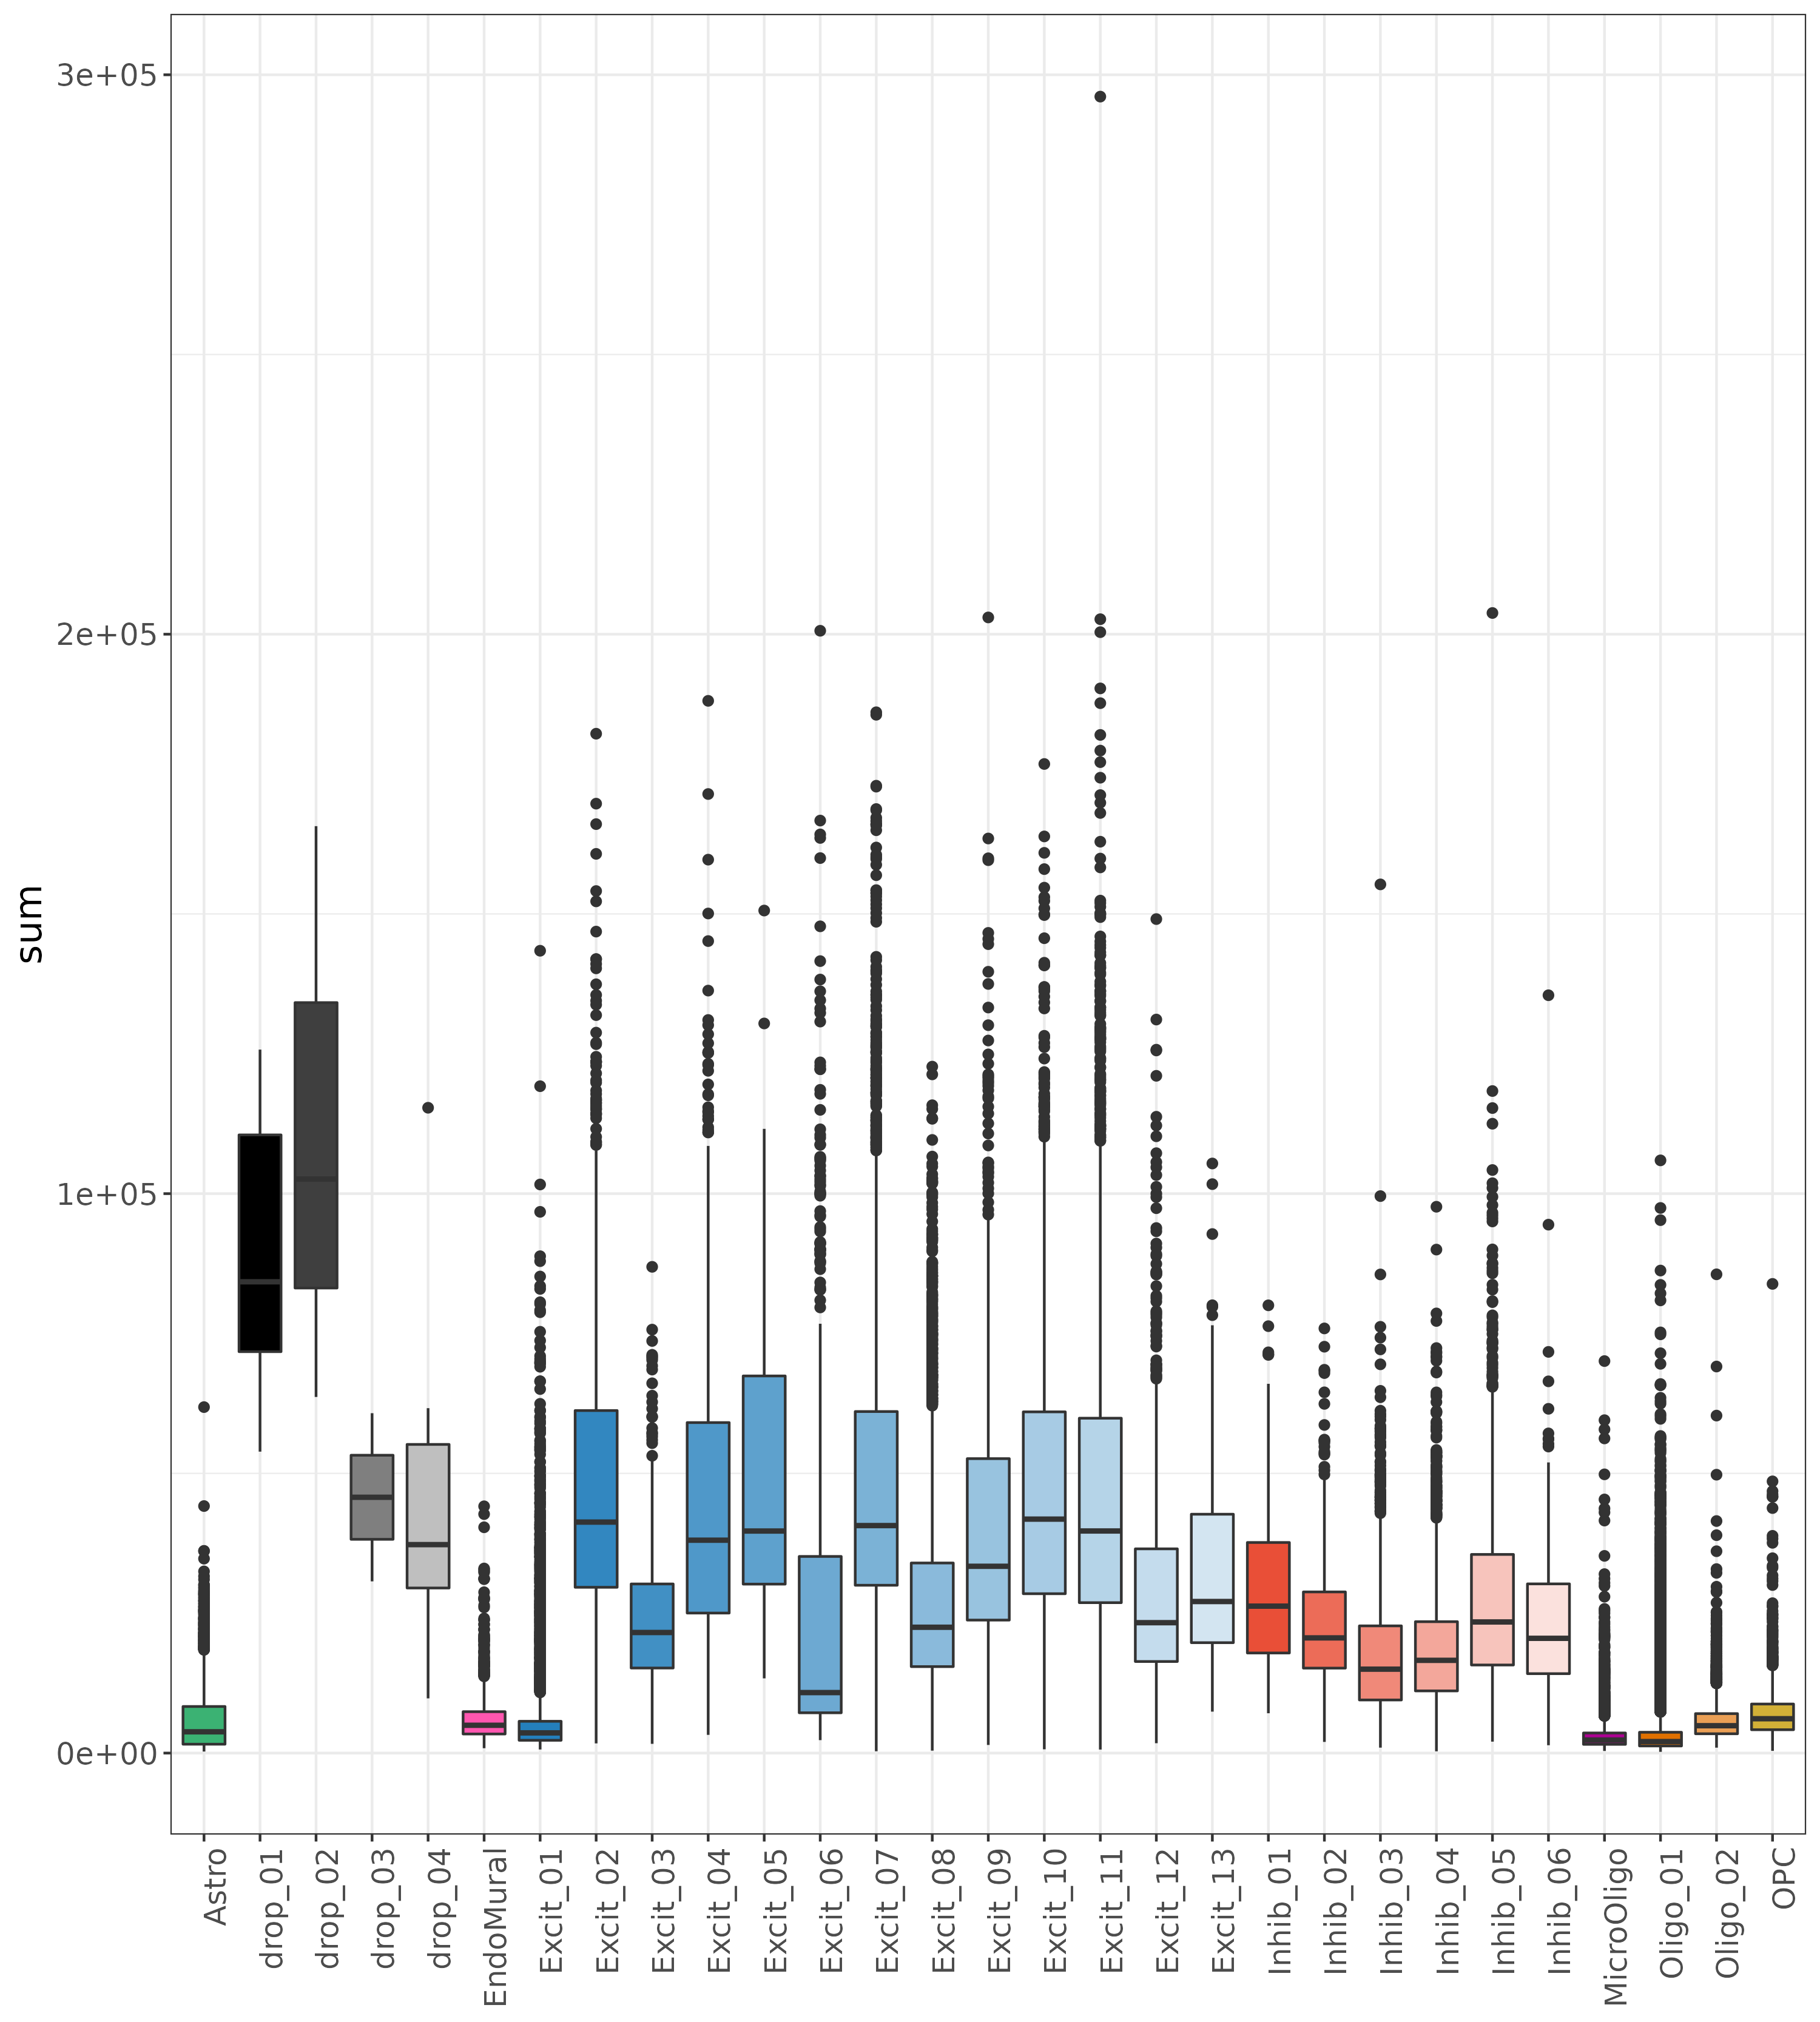 sum
3e+05
2e+05
1e+05
0e+00
Astro
drop_01
drop_02
drop_03
drop_04
EndoMural
Excit_01
Excit_02
Excit_03
Excit_04
Excit_05
Excit_06
Excit_07
Excit_08
Excit_09
Excit_10
Excit_11
Excit_12
Excit_13
Inhib_01
Inhib_02
Inhib_03
Inhib_04
Inhib_05
Inhib_06
MicroOligo
Oligo_01
Oligo_02
OPC